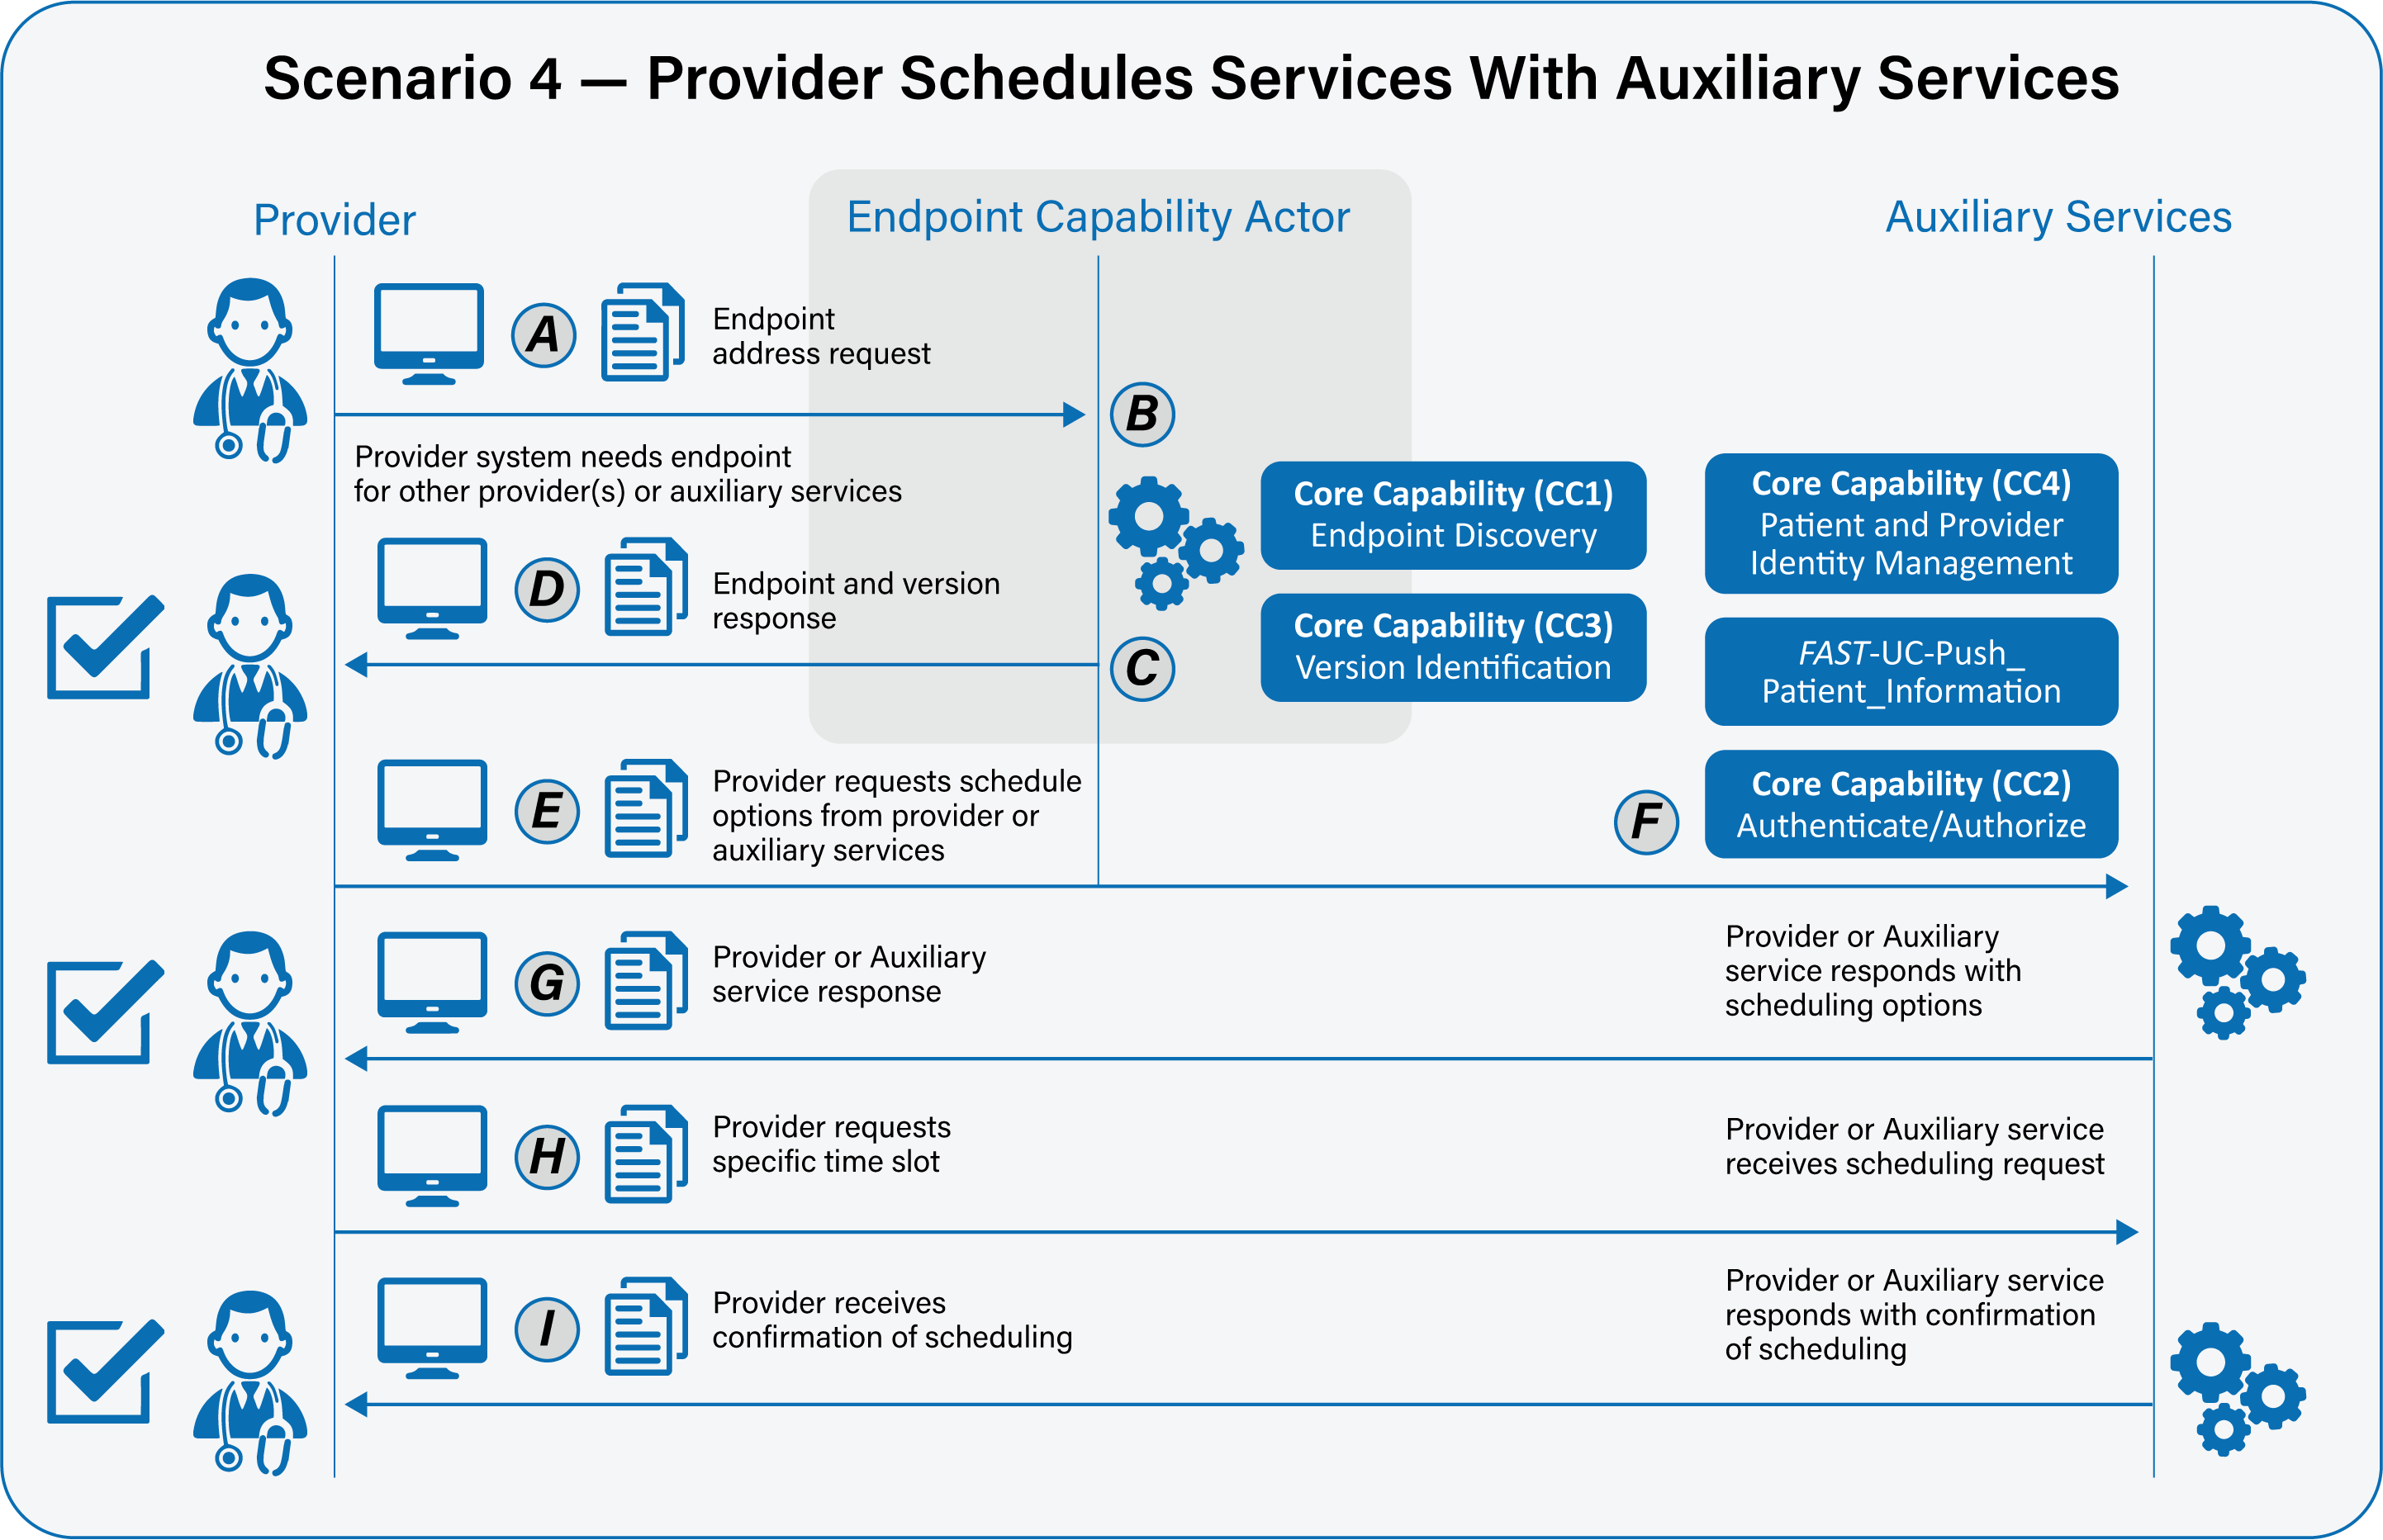 Scenario 4 — Provider Schedules Services With Auxiliary Services
Provider
Endpoint Capability Actor
Auxiliary Services
A
Endpoint
address request
B
Provider system needs endpoint
for other provider(s) or auxiliary services
Core Capability (CC1)
Endpoint Discovery
Core Capability (CC4)
Patient and Provider
Identity Management
D
Endpoint and version
response
C
Core Capability (CC3)
Version Identification
FAST-UC-Push_
Patient_Information
E
Provider requests schedule
options from provider or
auxiliary services
F
Core Capability (CC2)
Authenticate/Authorize
G
Provider or Auxiliary
service response
Provider or Auxiliary
service responds with
scheduling options
H
Provider requests
specific time slot
Provider or Auxiliary service
receives scheduling request
I
Provider receives
confirmation of scheduling
Provider or Auxiliary service
responds with confirmation
of scheduling